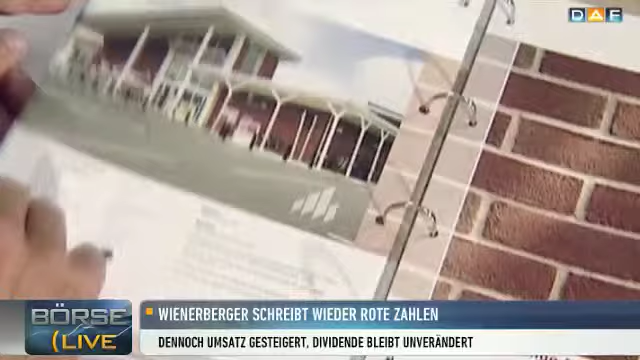 DAF
WIENERBERGER SCHREIBT WIEDER ROTE ZAHLEN
BÖRSE
LIVE
DENNOCH UMSATZ GESTEIGERT, DIVIDENDE BLEIBT UNVERÄNDERT